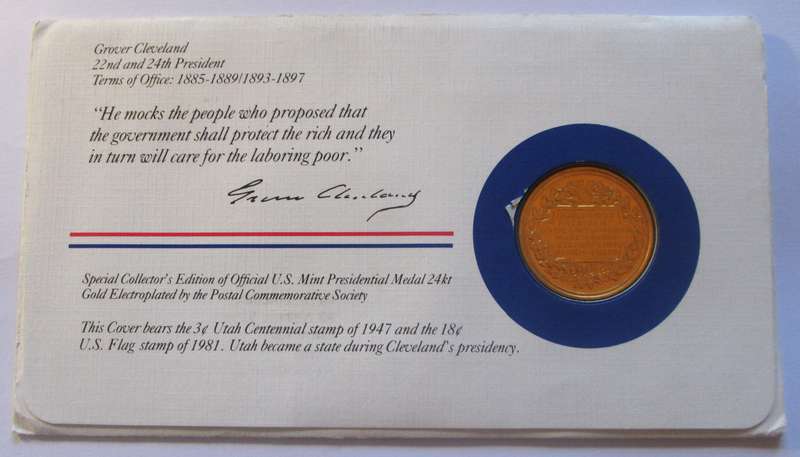 Grover Cleveland
22nd and 24th President
Terms of Office: 1885-1889/1893-1897
"He mocks the people who proposed that
the government shall protect the rich and they
in turn will care for the laboring poor."
Grover Cleveland
Special Collector's Edition of Official U.S. Mint Presidential Medal 24kt
Gold Electroplated by the Postal Commemorative Society
This Cover bears the 3¢ Utah Centennial stamp of 1947 and the 18¢
U.S. Flag stamp of 1981. Utah became a state during Cleveland's presidency.